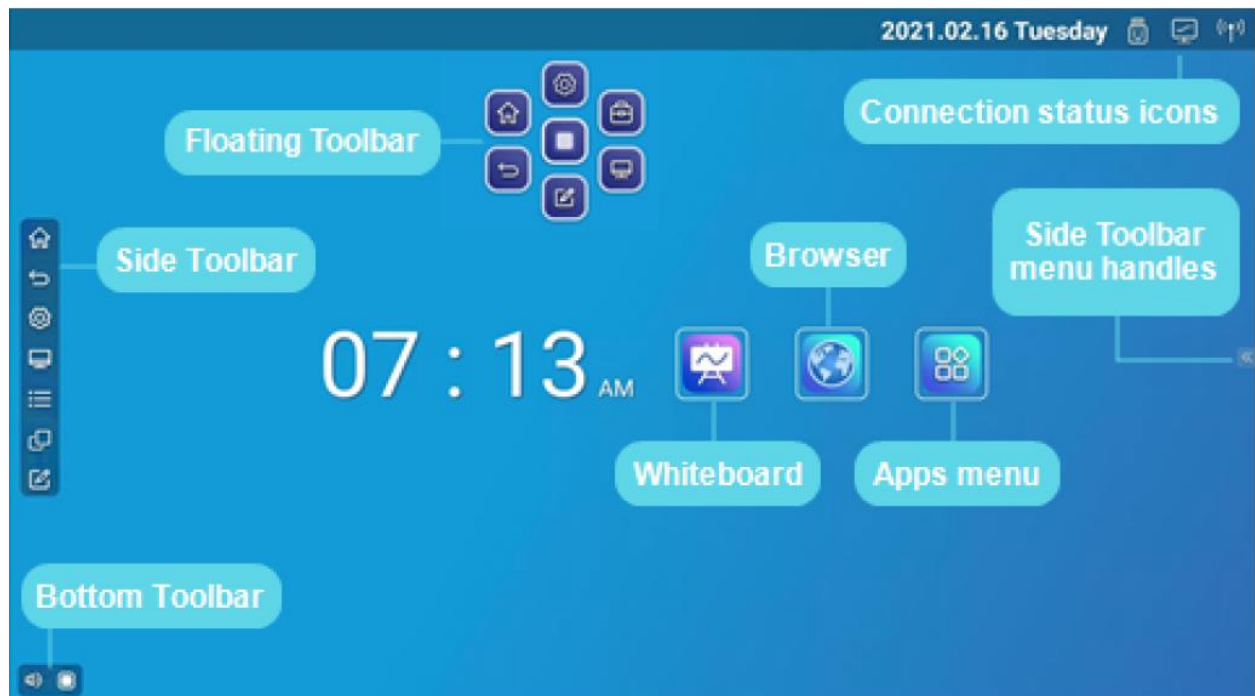 2021.02.16 Tuesday
Connection status icons
Floating Toolbar
Side Toolbar
menu handles
Browser
Side Toolbar
07 : 13 AM
Whiteboard
Apps menu
Bottom Toolbar